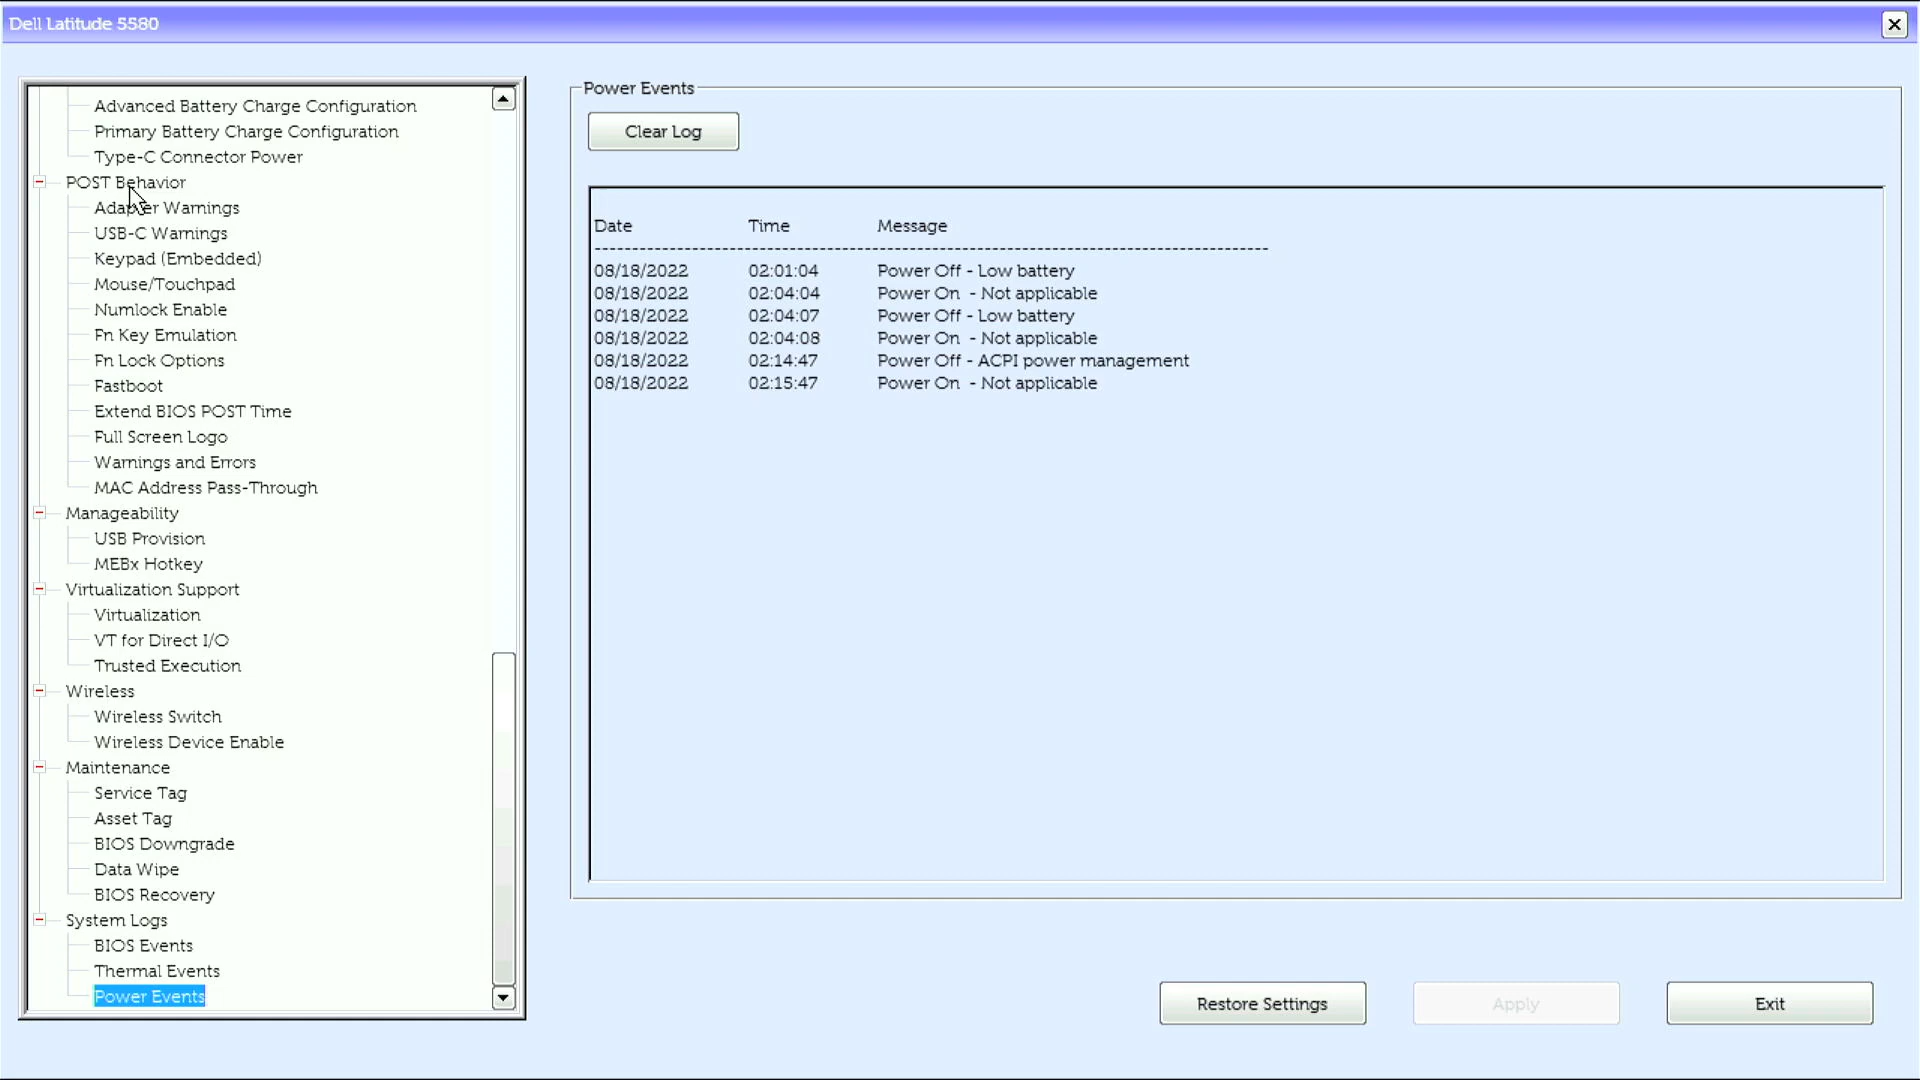 Dell Latitude 5580
Advanced Battery Charge Configuration
Primary Battery Charge Configuration
Type-C Connector Power
POST Behavior
Adapter Warnings
USB-C Warnings
Keypad (Embedded)
Mouse/Touchpad
Numlock Enable
Fn Key Emulation
Fn Lock Options
Fastboot
Extend BIOS POST Time
Full Screen Logo
Warnings and Errors
MAC Address Pass-Through
Manageability
USB Provision
MEBx Hotkey
Virtualization Support
Virtualization
VT for Direct I/O
Trusted Execution
Wireless
Wireless Switch
Wireless Device Enable
Maintenance
Service Tag
Asset Tag
BIOS Downgrade
Data Wipe
BIOS Recovery
System Logs
BIOS Events
Thermal Events
Power Events
Power Events
Clear Log
Date Time Message
08/18/2022 02:01:04 Power Off - Low battery
08/18/2022 02:04:04 Power On - Not applicable
08/18/2022 02:04:07 Power Off - Low battery
08/18/2022 02:04:08 Power On - Not applicable
08/18/2022 02:14:47 Power Off - ACPI power management
08/18/2022 02:15:47 Power On - Not applicable
Restore Settings Apply Exit